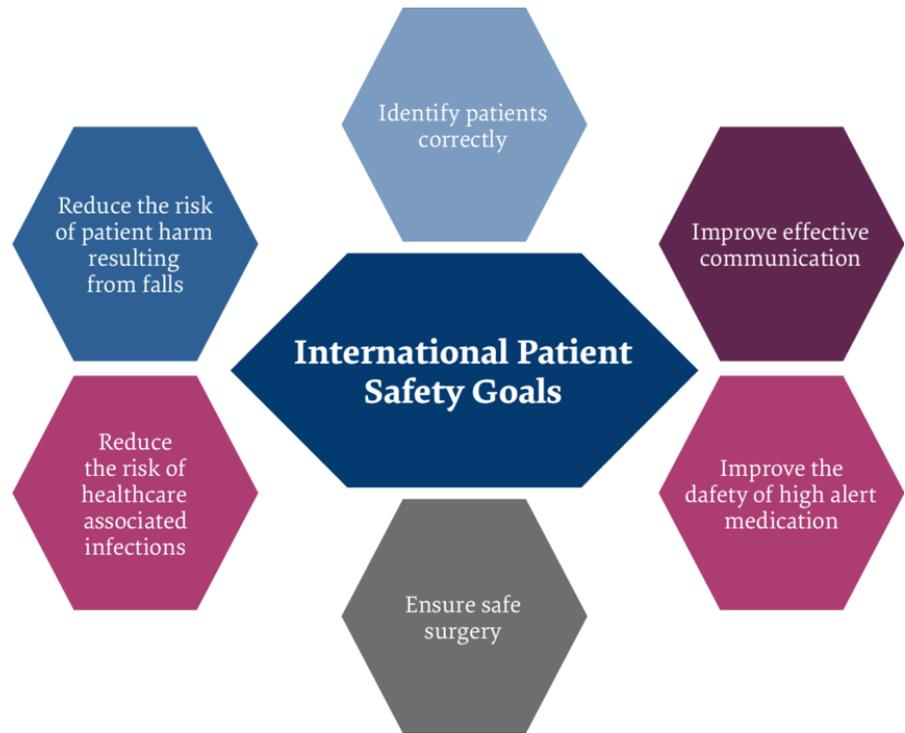 Identify patients
correctly
Reduce the risk
of patient harm
resulting
from falls
Improve effective
communication
International Patient
Safety Goals
Reduce
the risk of
healthcare
associated
infections
Improve the
dafety of high alert
medication
Ensure safe
surgery